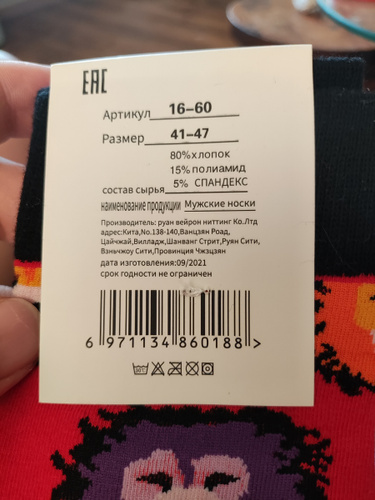 EAC
Артикул 16–60
Размер 41–47
80%хлопок
15%полиамид
состав сырья 5% СПАНДЕКС
наименование продукции Мужские носки
Производитель: руан вейрон ниттинг Ко.Лтд
адрес:Кита,No.138-140,Ванцзян Роад,
Цайчжай,Вилладж,Шанванг Стрит,Руян Сити,
Вэньчжоу Сити,Провинция Чжэцзян
дата изготовления:09/2021
срок годности не ограничен
6 971134 860188 >